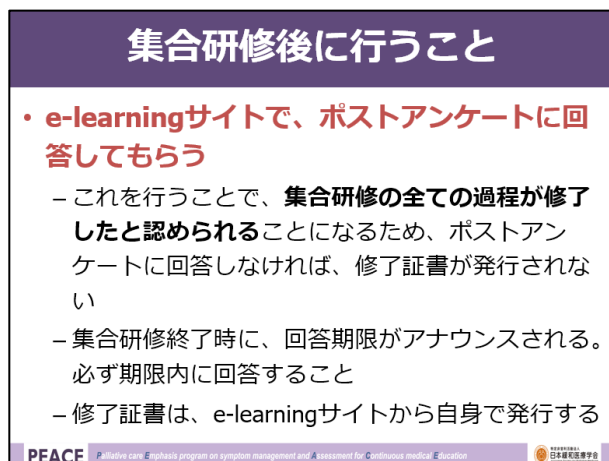 集合研修後に行うこと
• e-learningサイトで、ポストアンケートに回
答してもらう
– これを行うことで、集合研修の全ての過程が修了
したと認められることになるため、ポストアン
ケートに回答しなければ、修了証書が発行されな
い
– 集合研修終了時に、回答期限がアナウンスされる。
必ず期限内に回答すること
– 修了証書は、e-learningサイトから自身で発行する
PEACE Palliative care Emphasis program on symptom management and Assessment for Continuous medical Education
特定非営利活動法人
日本緩和医療学会